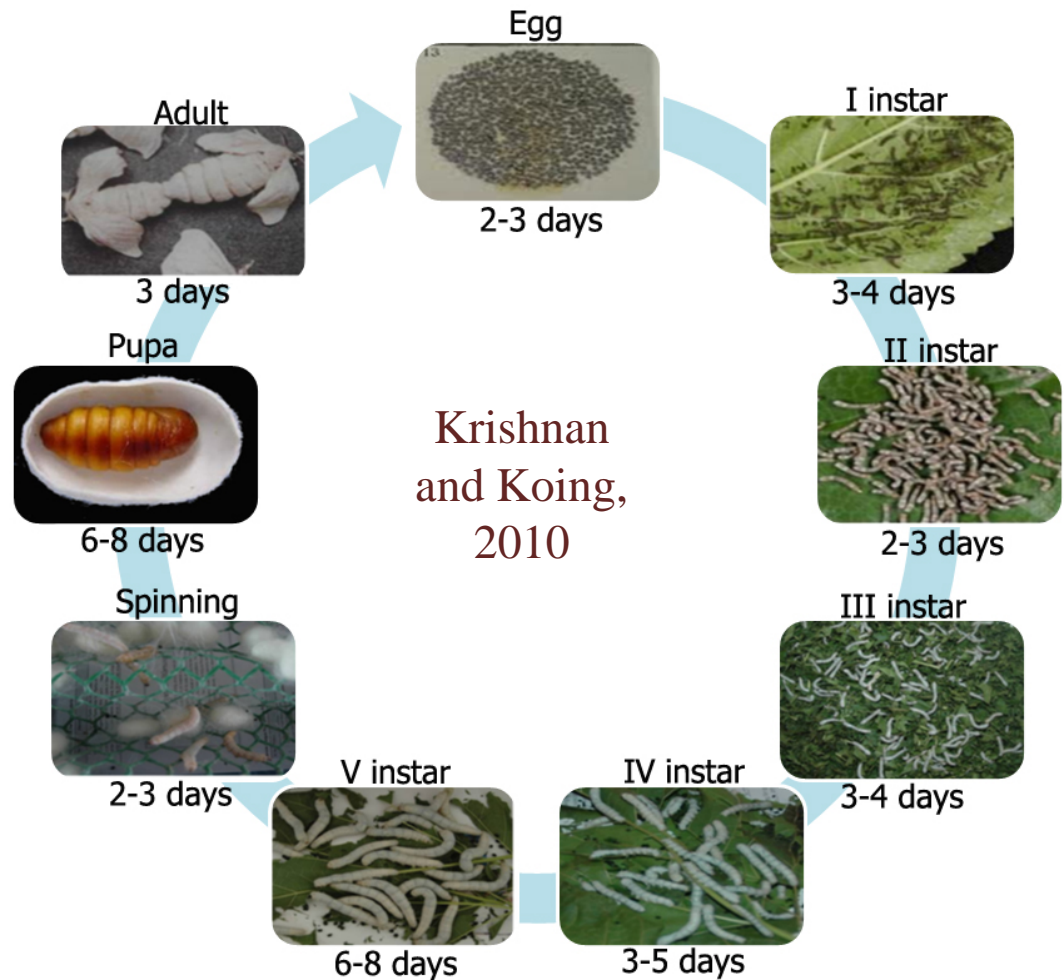 Egg
13
2-3 days
I instar
3-4 days
II instar
2-3 days
III instar
3-4 days
IV instar
3-5 days
V instar
6-8 days
Spinning
2-3 days
Pupa
6-8 days
Adult
3 days
Krishnan
and Koing,
2010